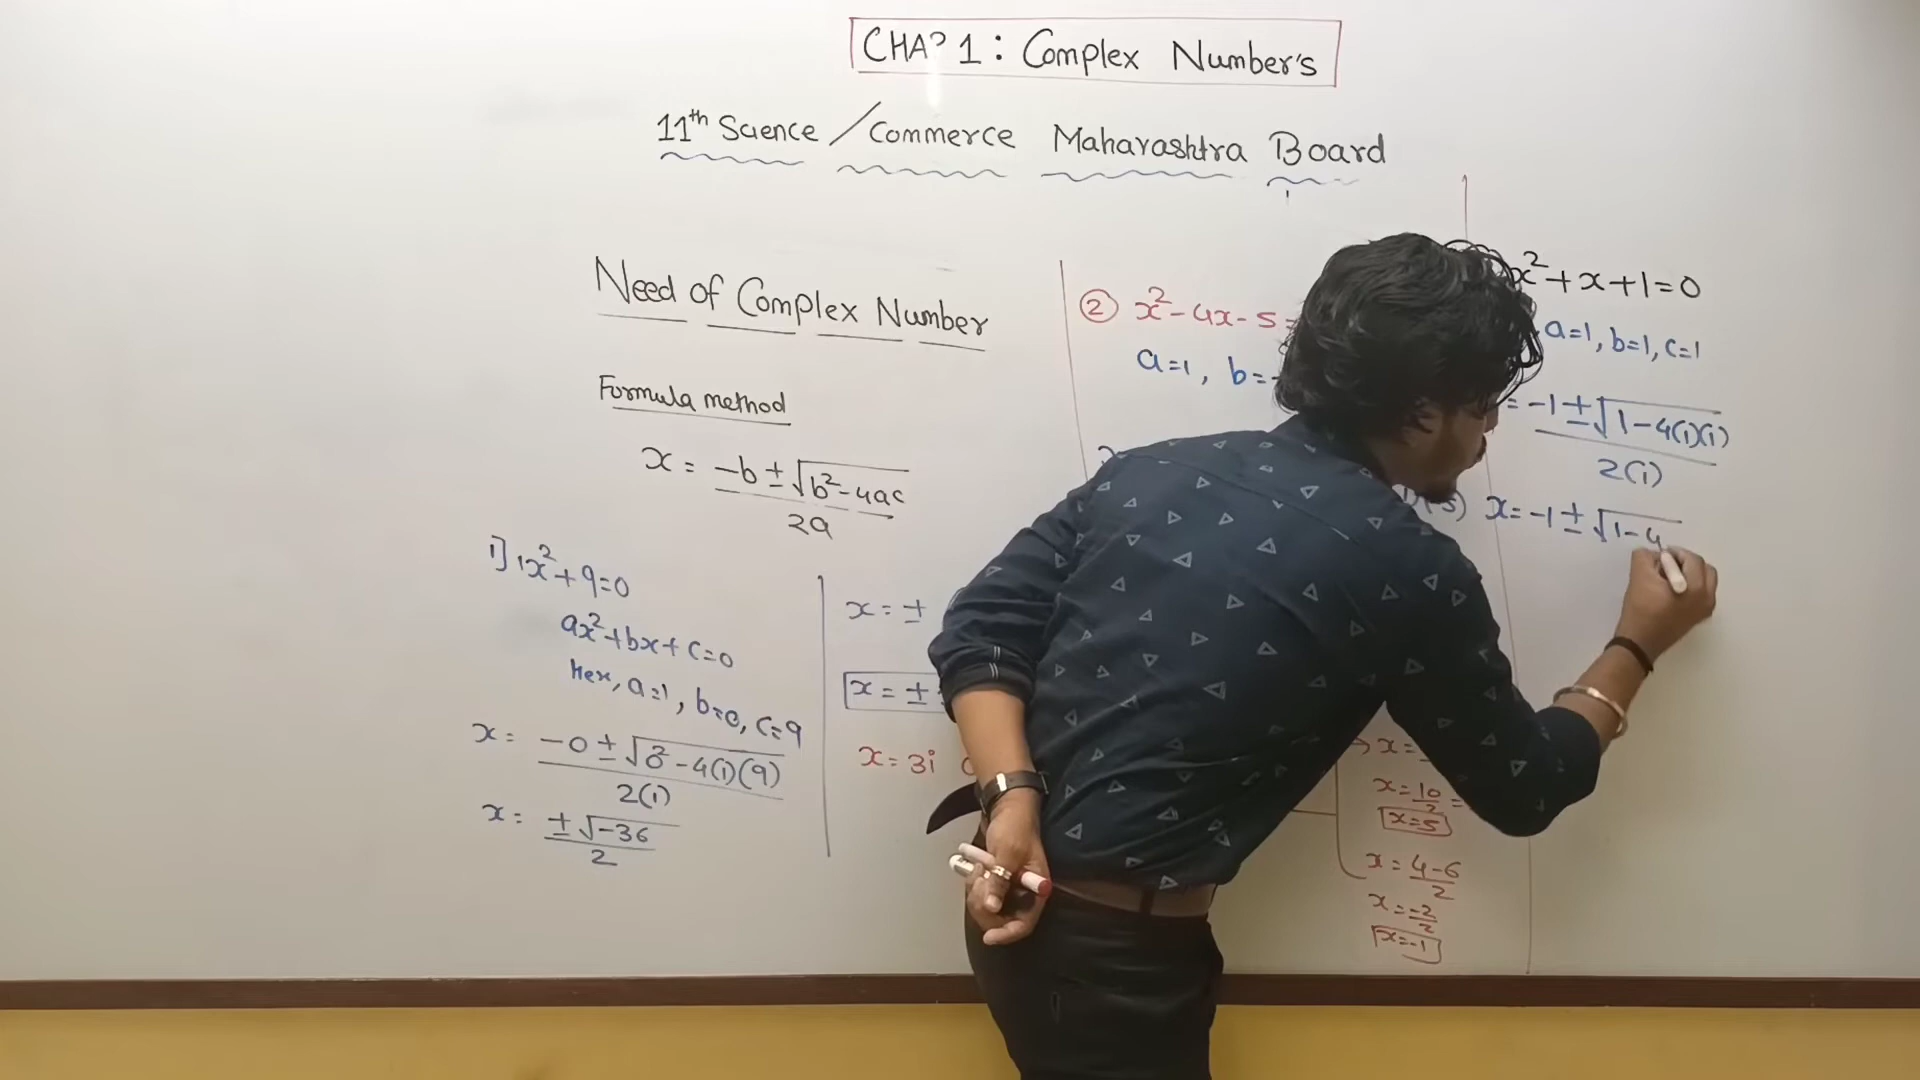 CHAP 1 : Complex Number's
11th Science / Commerce Maharashtra Board
Need of Complex Number
Formula method
x = -b ± √b² - 4ac
2a
1] 1x² + 9 = 0
ax² + bx + c = 0
Here, a=1, b=0, c=9
x = -0 ± √0² - 4(1)(9)
2(1)
x = ± √-36
2
x = ±
x = ±
x = 3i
② x² - 4x - 5 =
a=1, b=-
x =
x = 10
2 =
x = 5
x = 4-6
2
x = -2
2
x = -1
x² + x + 1 = 0
a=1, b=1, c=1
= -1 ± √1 - 4(1)(1)
2(1)
x = -1 ± √1-4